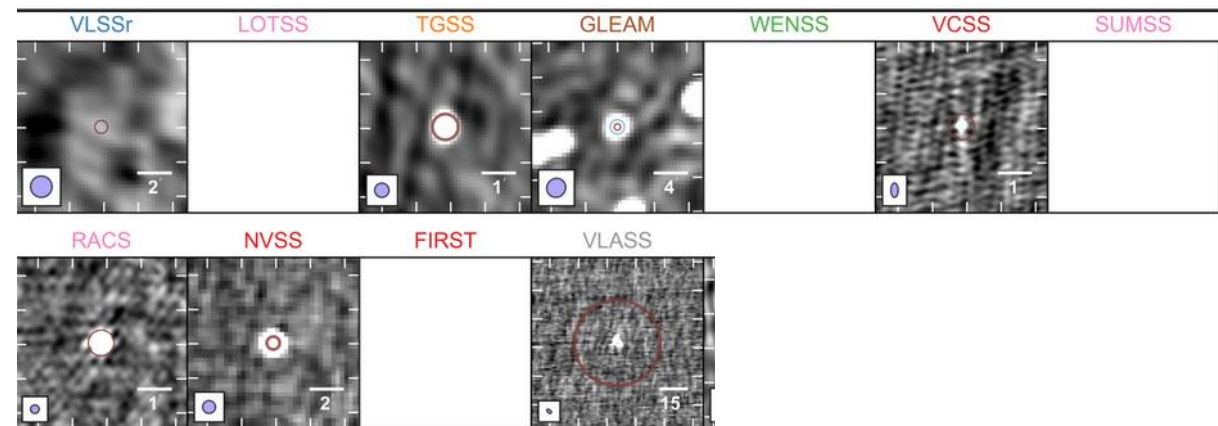 VLSSr LOTSS TGSS GLEAM WENSS VCSS SUMSS
2 1 4 1
RACS NVSS FIRST VLASS
1 2 15